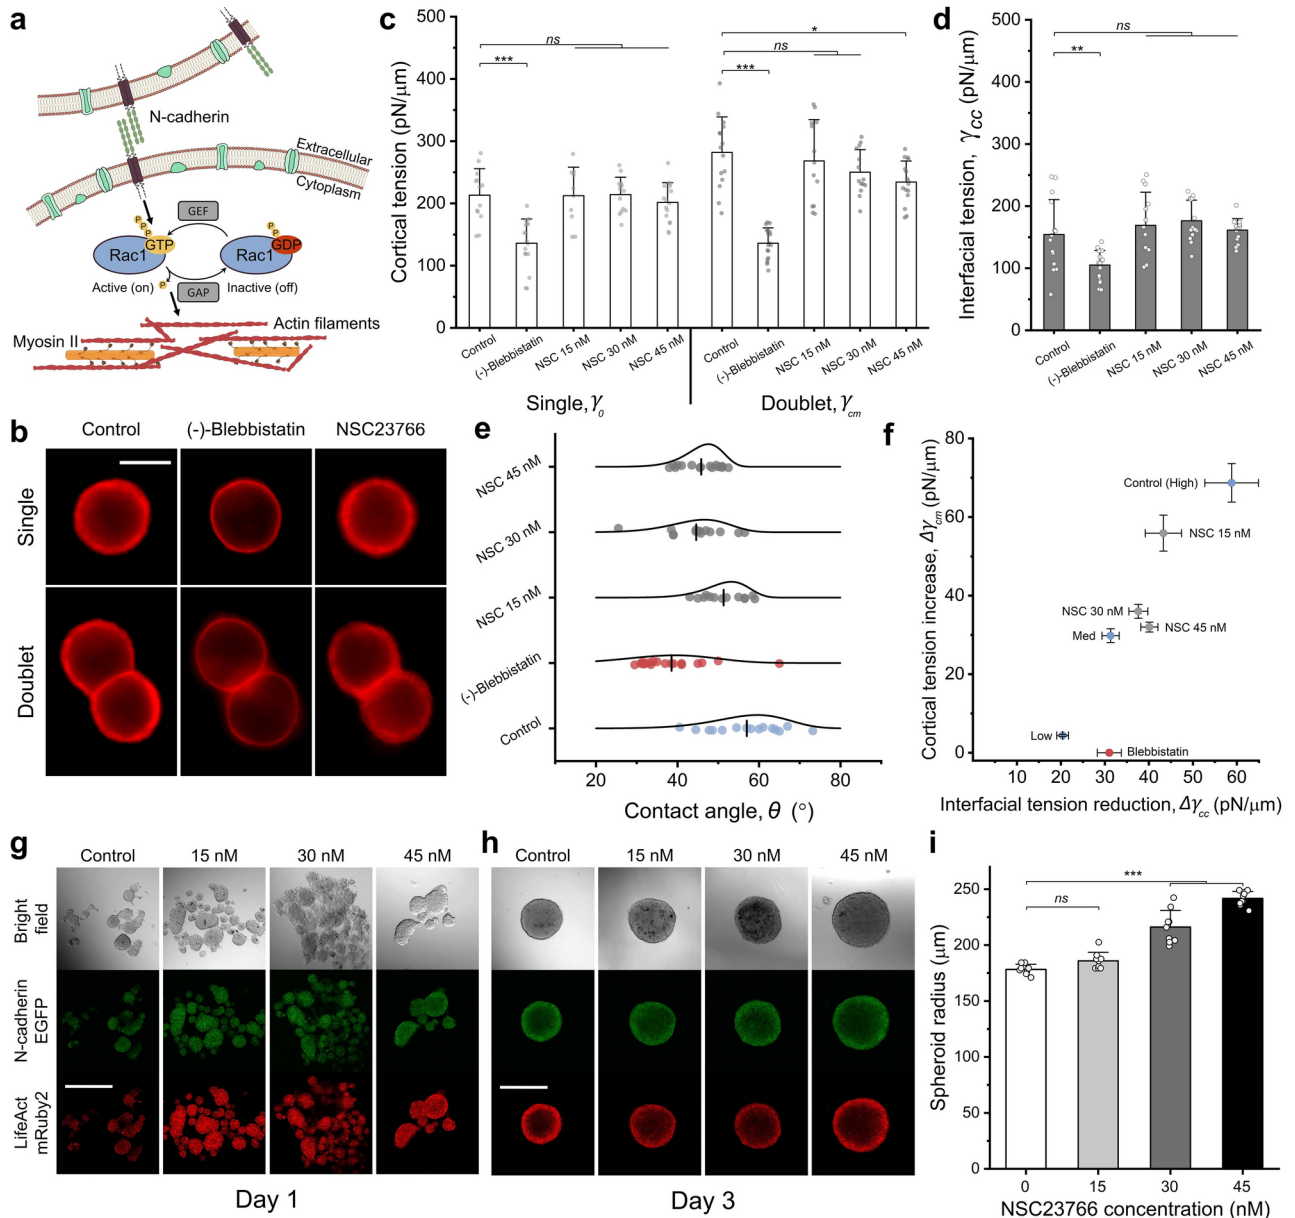 a
N-cadherin
Extracellular
Cytoplasm
P
P
P
GEF
P
P
Rac1
GTP
Rac1
GDP
Active (on)
P
GAP
Inactive (off)
Myosin II
Actin filaments
b
Control
(-)-Blebbistatin
NSC23766
Single
Doublet
c
Cortical tension (pN/μm)
500
400
300
200
100
0
ns
***
*
ns
***
Control
(-)-Blebbistatin
NSC 15 nM
NSC 30 nM
NSC 45 nM
Control
(-)-Blebbistatin
NSC 15 nM
NSC 30 nM
NSC 45 nM
Single, γ0
Doublet, γcm
d
Interfacial tension, γcc (pN/μm)
500
400
300
200
100
0
ns
**
Control
(-)-Blebbistatin
NSC 15 nM
NSC 30 nM
NSC 45 nM
e
NSC 45 nM
NSC 30 nM
NSC 15 nM
(-)-Blebbistatin
Control
20
40
60
80
Contact angle, θ (°)
f
Cortical tension increase, Δγcm (pN/μm)
80
60
40
20
0
Control (High)
NSC 15 nM
NSC 30 nM
NSC 45 nM
Med
Low
Blebbistatin
10
20
30
40
50
60
Interfacial tension reduction, Δγcc (pN/μm)
g
Control
15 nM
30 nM
45 nM
Bright
field
N-cadherin
EGFP
LifeAct
mRuby2
Day 1
h
Control
15 nM
30 nM
45 nM
Day 3
i
Spheroid radius (μm)
250
200
150
100
50
0
***
ns
0
15
30
45
NSC23766 concentration (nM)